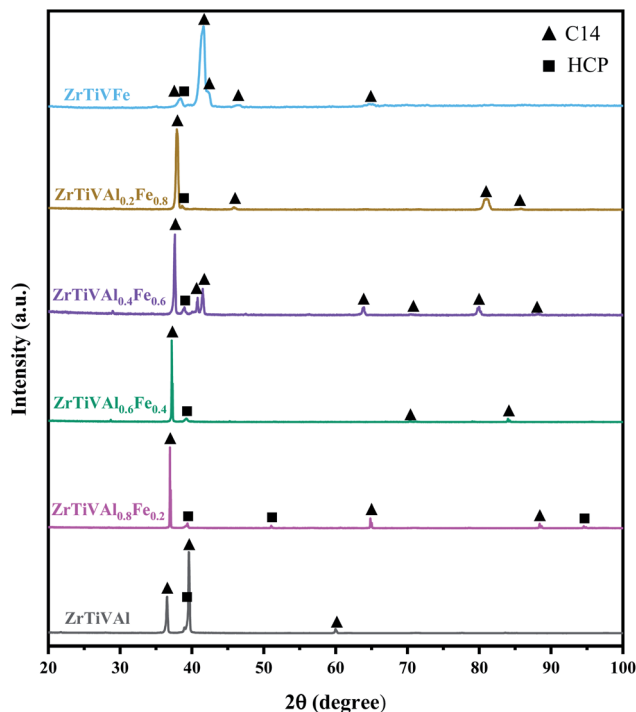 ▲ C14
■ HCP
ZrTiVFe
ZrTiVAl₀.₂Fe₀.₈
ZrTiVAl₀.₄Fe₀.₆
ZrTiVAl₀.₆Fe₀.₄
ZrTiVAl₀.₈Fe₀.₂
ZrTiVAl
Intensity (a.u.)
20 30 40 50 60 70 80 90 100
2θ (degree)